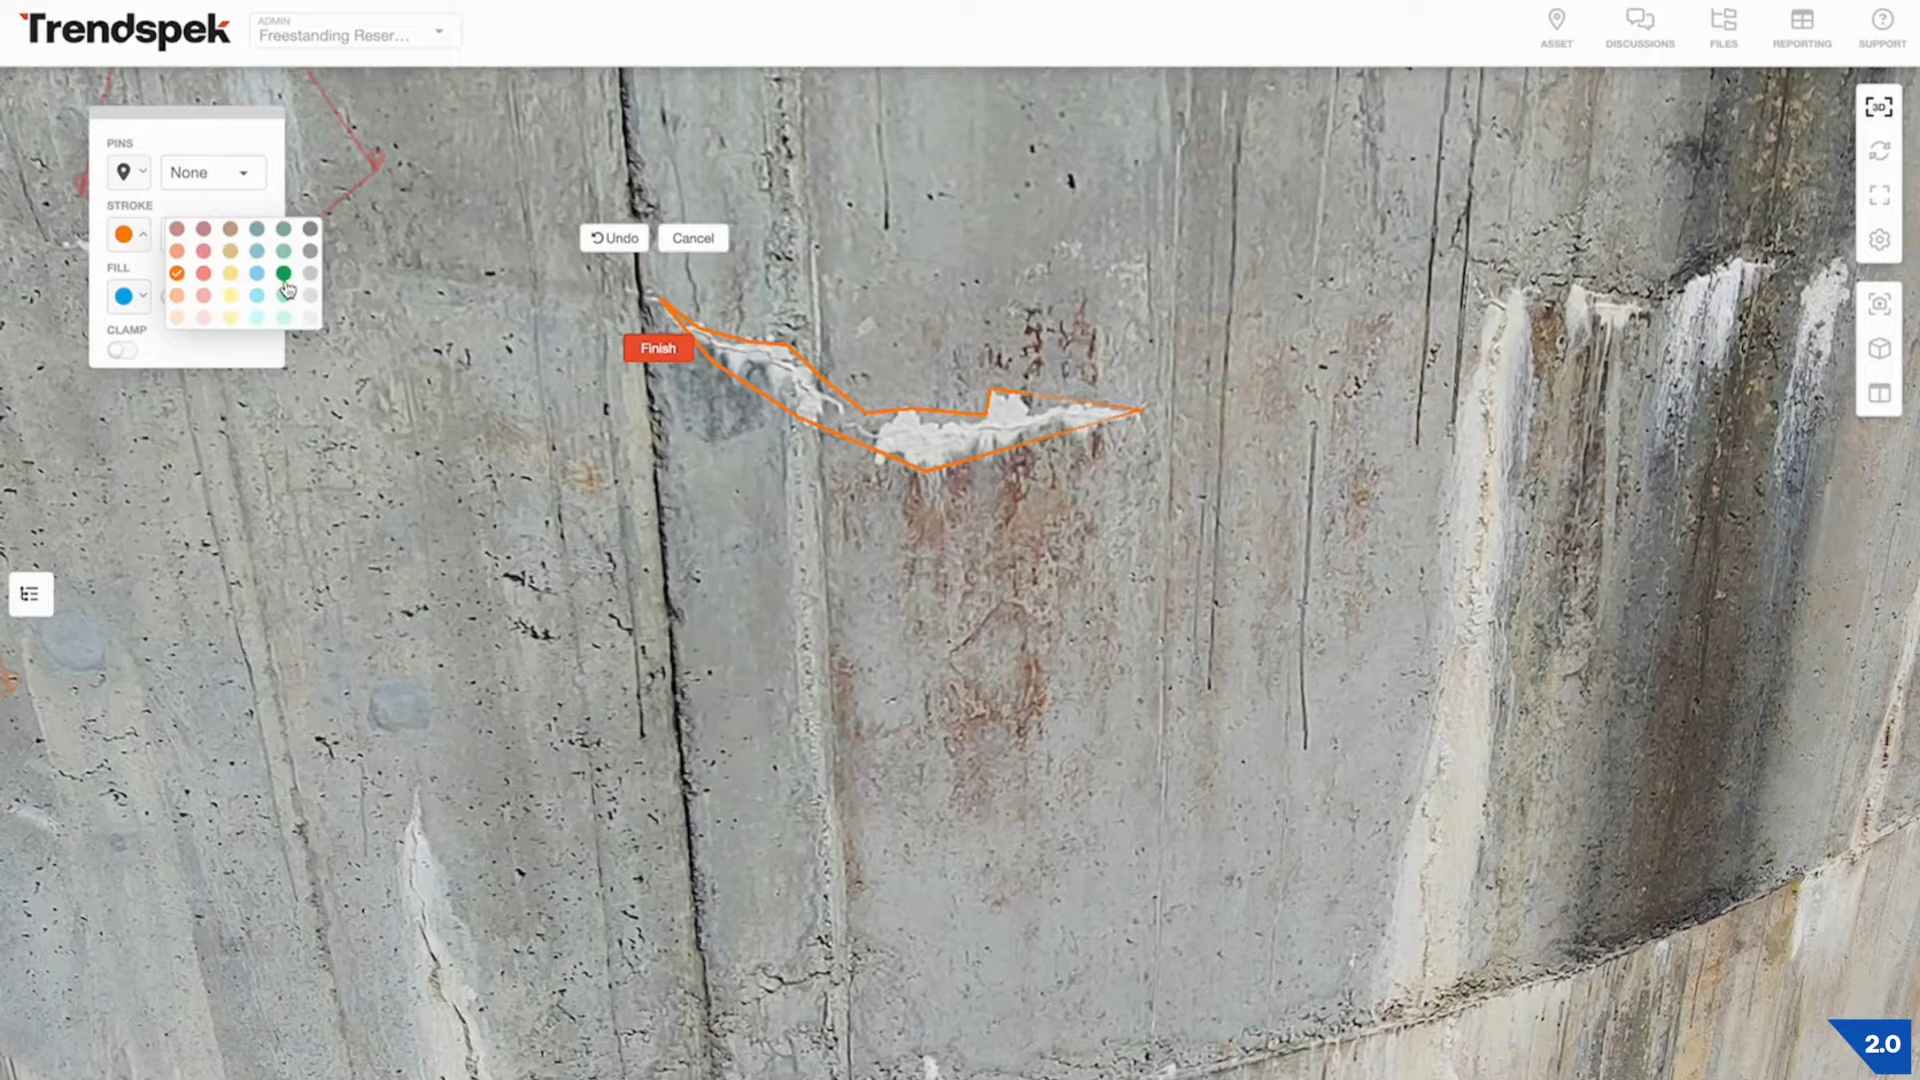 Trendspek
ADMIN
Freestanding Reser...
ASSET
DISCUSSIONS
FILES
REPORTING
SUPPORT
3D
PINS
None
STROKE
FILL
CLAMP
Undo
Cancel
Finish
2.0